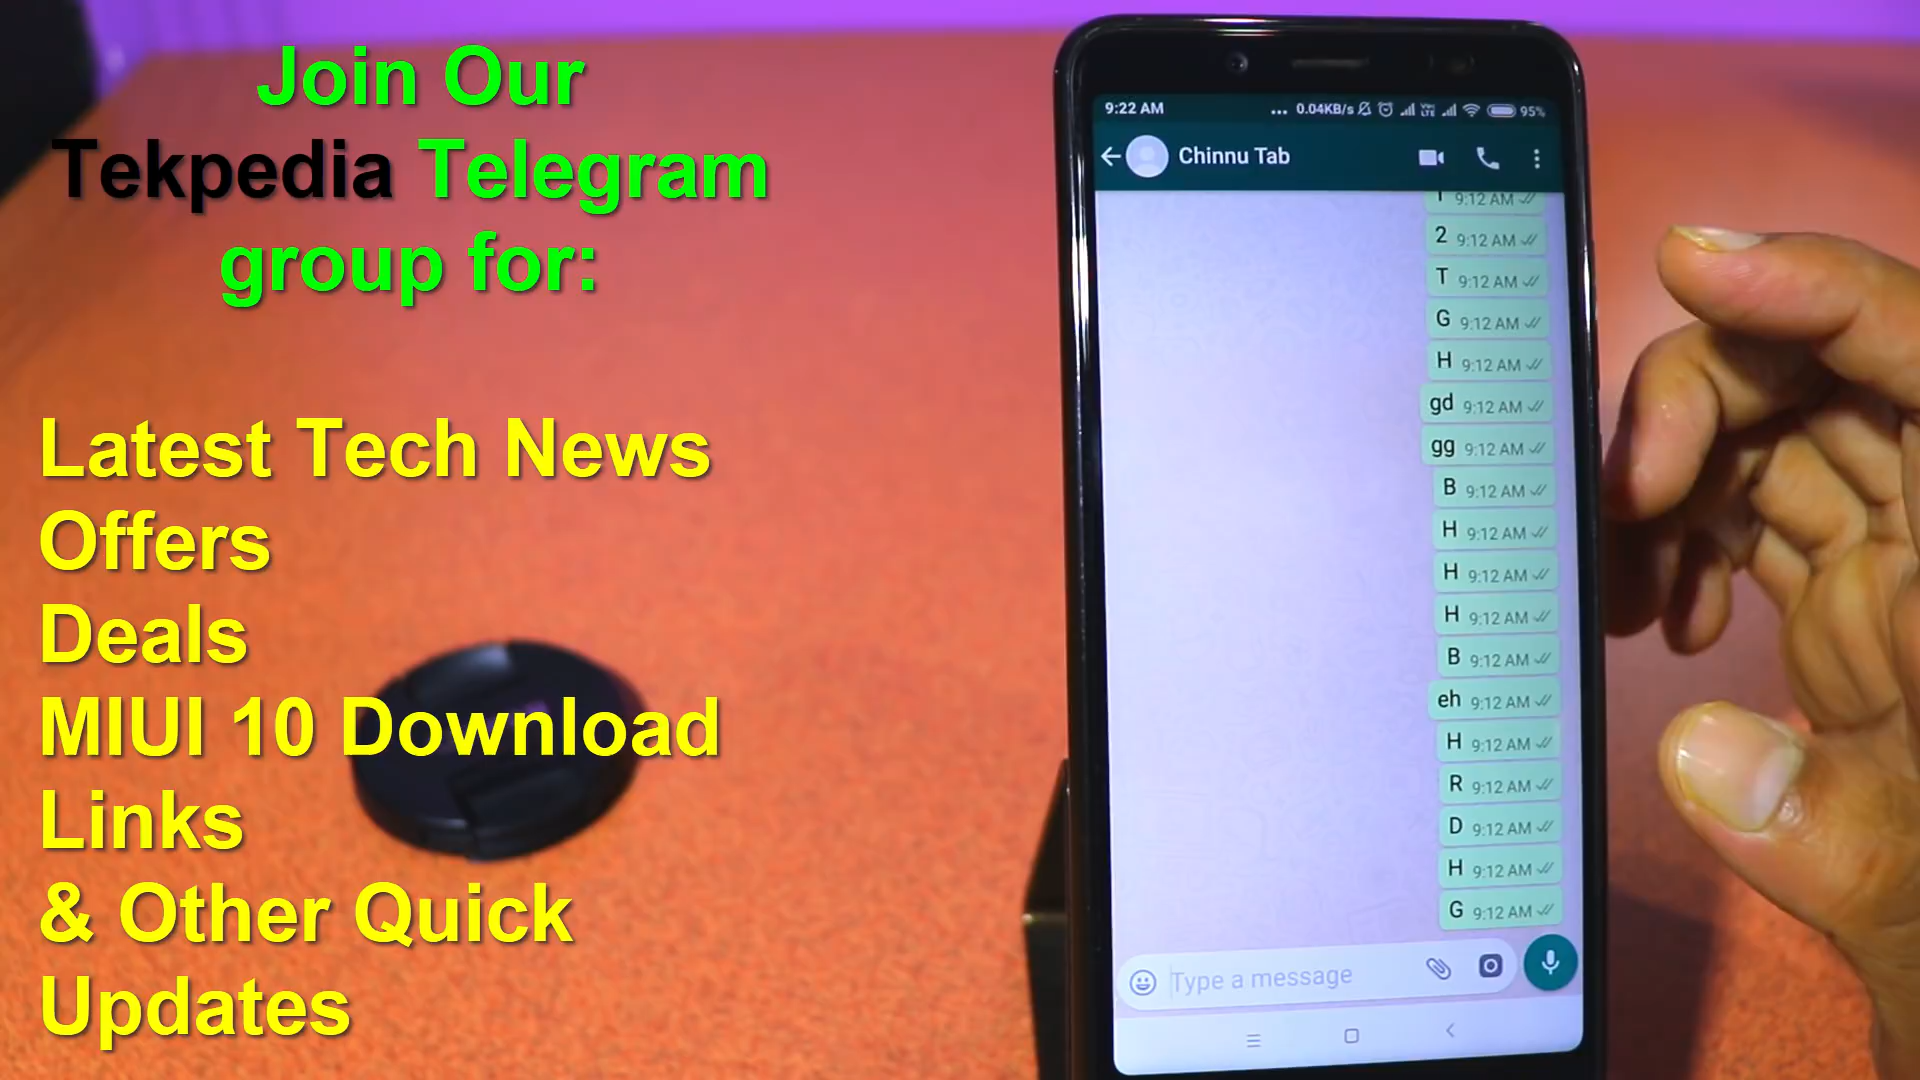 Join Our
Tekpedia Telegram
group for:
Latest Tech News
Offers
Deals
MIUI 10 Download
Links
& Other Quick
Updates
9:22 AM ... 0.04KB/s 95%
Chinnu Tab
9:12 AM
2 9:12 AM
T 9:12 AM
G 9:12 AM
H 9:12 AM
gd 9:12 AM
gg 9:12 AM
B 9:12 AM
H 9:12 AM
H 9:12 AM
H 9:12 AM
B 9:12 AM
eh 9:12 AM
H 9:12 AM
R 9:12 AM
D 9:12 AM
H 9:12 AM
G 9:12 AM
Type a message